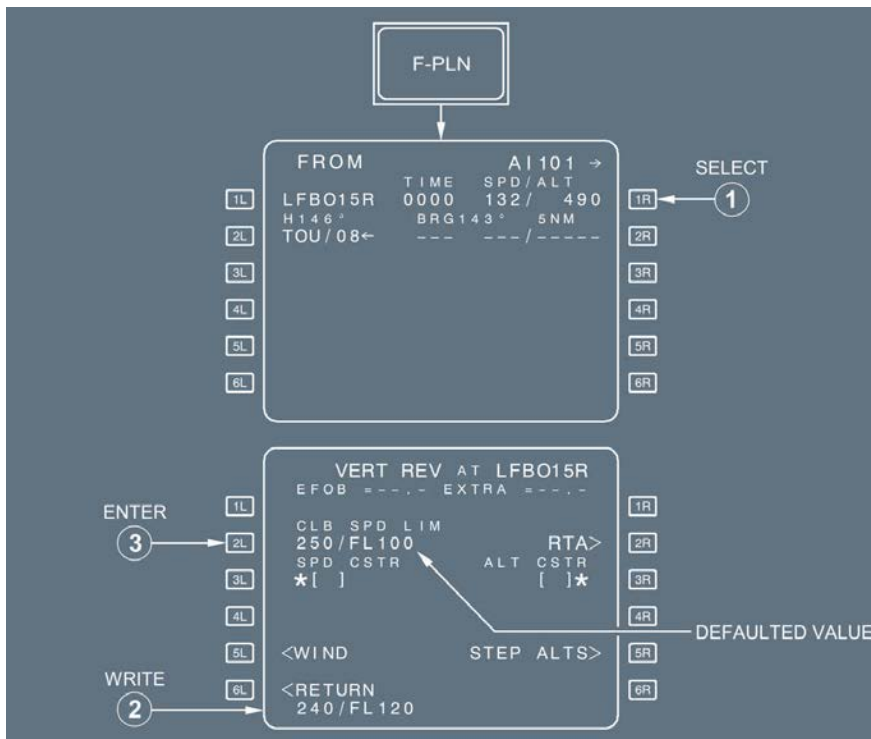 F-PLN
FROM AI101 →
TIME SPD/ALT
1L LFBO15R 0000 132/ 490 1R
SELECT
1
H146° BRG143° 5NM
2L TOU/08← --- ---/----- 2R
3L 3R
4L 4R
5L 5R
6L 6R
VERT REV AT LFBO15R
EFOB =--.- EXTRA =--.-
1L 1R
ENTER
3
CLB SPD LIM
2L 250/FL100 RTA> 2R
SPD CSTR ALT CSTR
3L *[ ] [ ]* 3R
4L 4R
DEFAULTED VALUE
5L <WIND STEP ALTS> 5R
WRITE
2
6L <RETURN 6R
240/FL120